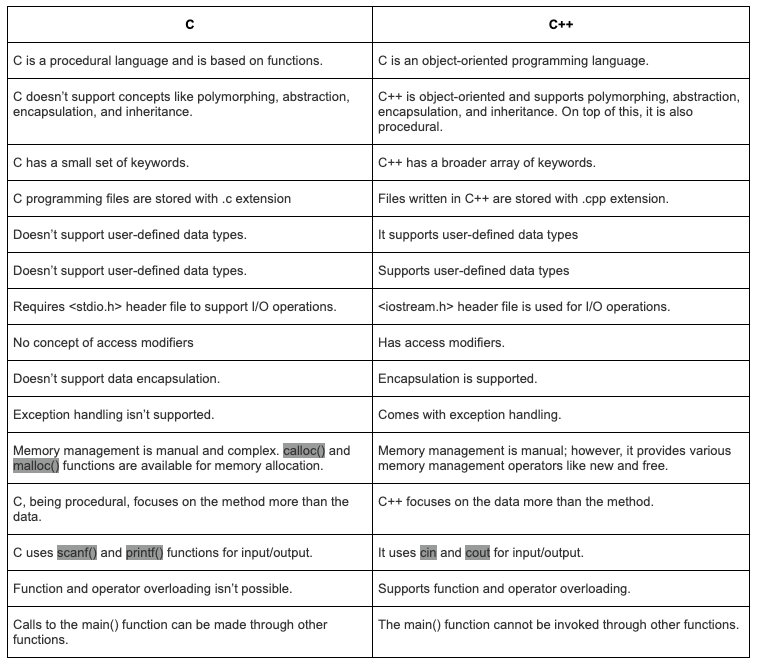 C
C++
C is a procedural language and is based on functions.
C is an object-oriented programming language.
C doesn’t support concepts like polymorphing, abstraction,
encapsulation, and inheritance.
C++ is object-oriented and supports polymorphing, abstraction,
encapsulation, and inheritance. On top of this, it is also
procedural.
C has a small set of keywords.
C++ has a broader array of keywords.
C programming files are stored with .c extension
Files written in C++ are stored with .cpp extension.
Doesn’t support user-defined data types.
It supports user-defined data types
Doesn’t support user-defined data types.
Supports user-defined data types
Requires <stdio.h> header file to support I/O operations.
<iostream.h> header file is used for I/O operations.
No concept of access modifiers
Has access modifiers.
Doesn’t support data encapsulation.
Encapsulation is supported.
Exception handling isn’t supported.
Comes with exception handling.
Memory management is manual and complex. calloc() and
malloc() functions are available for memory allocation.
Memory management is manual; however, it provides various
memory management operators like new and free.
C, being procedural, focuses on the method more than the
data.
C++ focuses on the data more than the method.
C uses scanf() and printf() functions for input/output.
It uses cin and cout for input/output.
Function and operator overloading isn’t possible.
Supports function and operator overloading.
Calls to the main() function can be made through other
functions.
The main() function cannot be invoked through other functions.